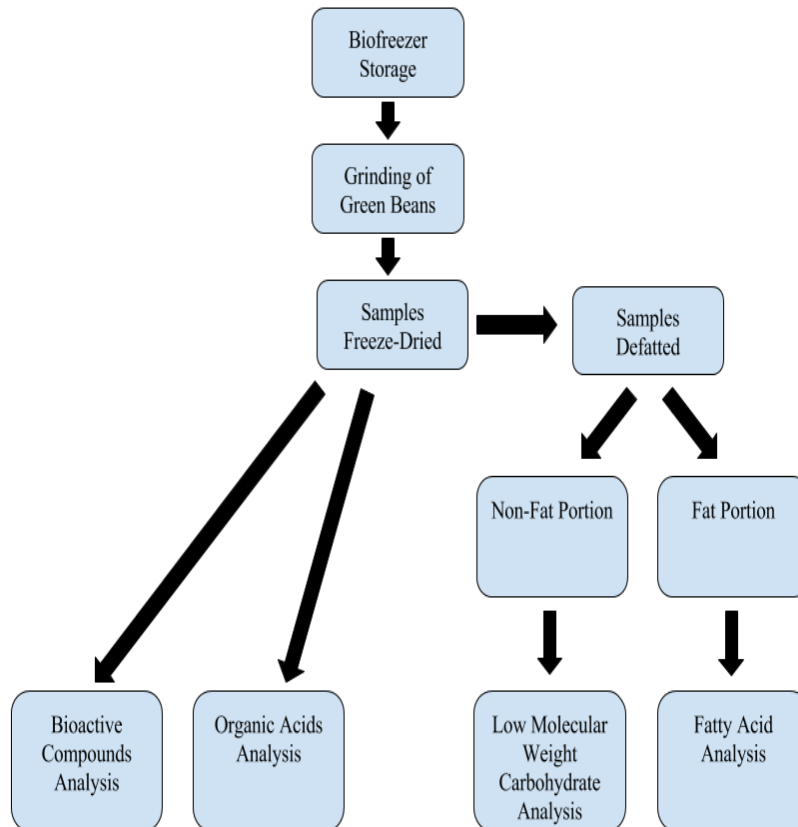 Biofreezer
Storage
Grinding of
Green Beans
Samples
Freeze-Dried
Samples
Defatted
Non-Fat Portion
Fat Portion
Bioactive
Compounds
Analysis
Organic Acids
Analysis
Low Molecular
Weight
Carbohydrate
Analysis
Fatty Acid
Analysis